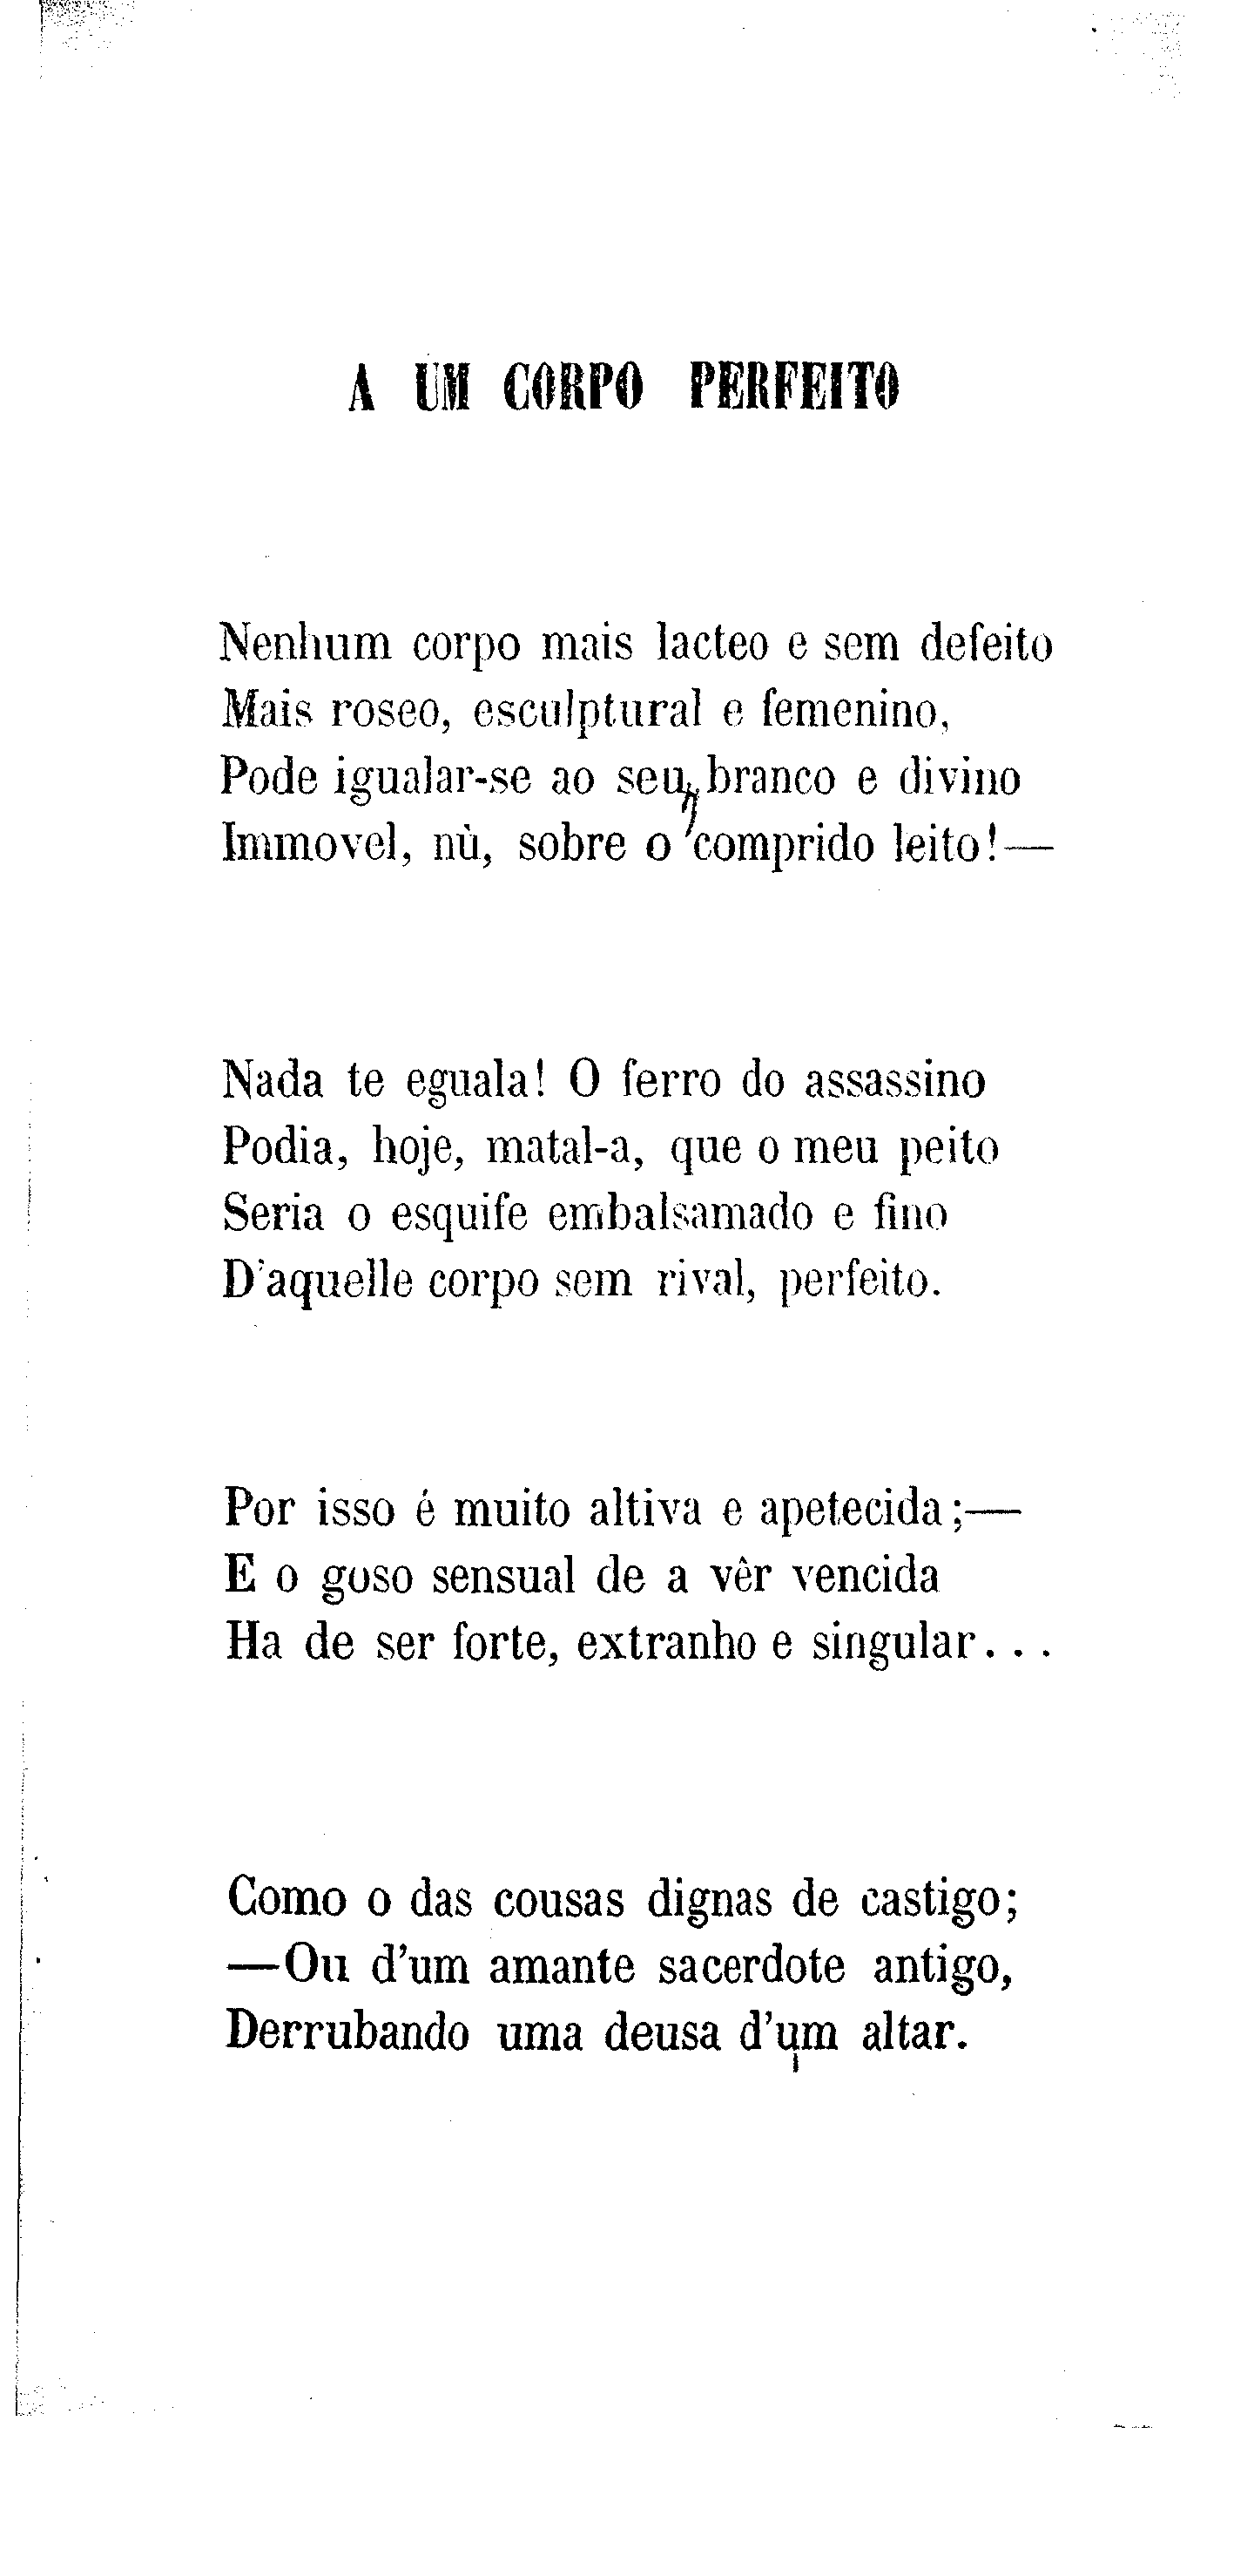 A UM CORPO PERFEITO
Nenhum corpo mais lacteo e sem defeito
Mais roseo, esculptural e femenino,
Pode igualar-se ao seu, branco e divino
Immovel, nù, sobre o comprido leito!—
Nada te eguala! O ferro do assassino
Podia, hoje, matal-a, que o meu peito
Seria o esquife embalsamado e fino
D'aquelle corpo sem rival, perfeito.
Por isso é muito altiva e apetecida;—
E o goso sensual de a vêr vencida
Ha de ser forte, extranho e singular...
Como o das cousas dignas de castigo;
—Ou d'um amante sacerdote antigo,
Derrubando uma deusa d'um altar.